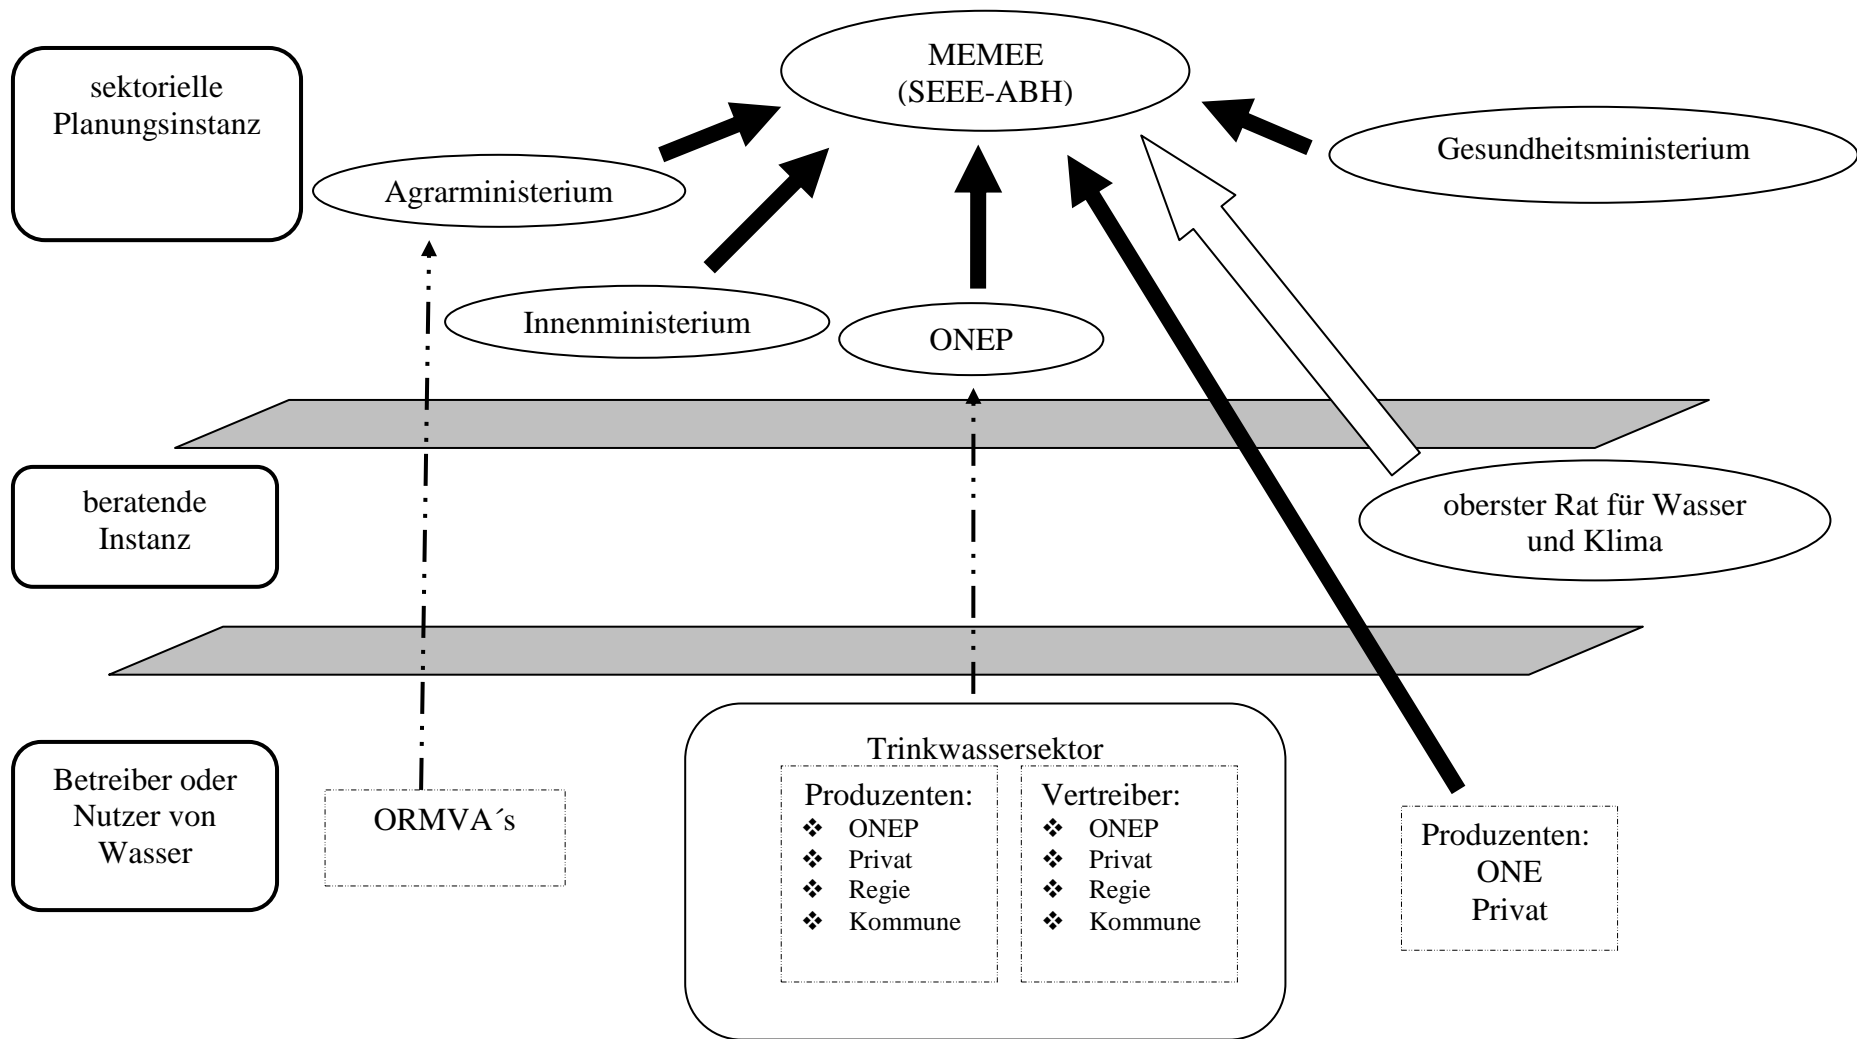 MEMEE
(SEEE-ABH)
sektorielle
Planungsinstanz
Gesundheitsministerium
Agrarministerium
Innenministerium
ONEP
beratende
Instanz
oberster Rat für Wasser
und Klima
Trinkwassersektor
Betreiber oder
Nutzer von
Wasser
ORMVA´s
Produzenten:
❖ ONEP
❖ Privat
❖ Regie
❖ Kommune
Vertreiber:
❖ ONEP
❖ Privat
❖ Regie
❖ Kommune
Produzenten:
ONE
Privat